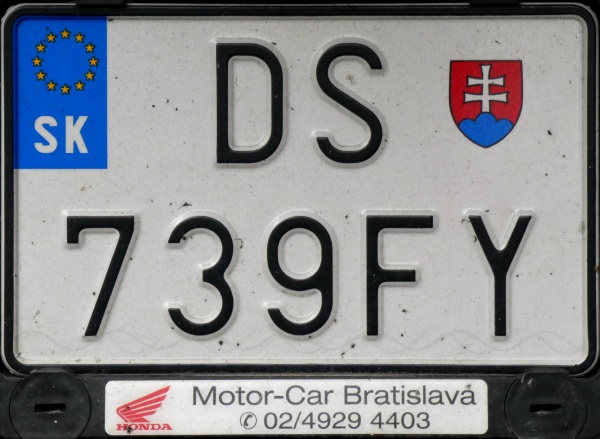 SK
DS
739FY
HONDA
Motor-Car Bratislava
✆ 02/4929 4403